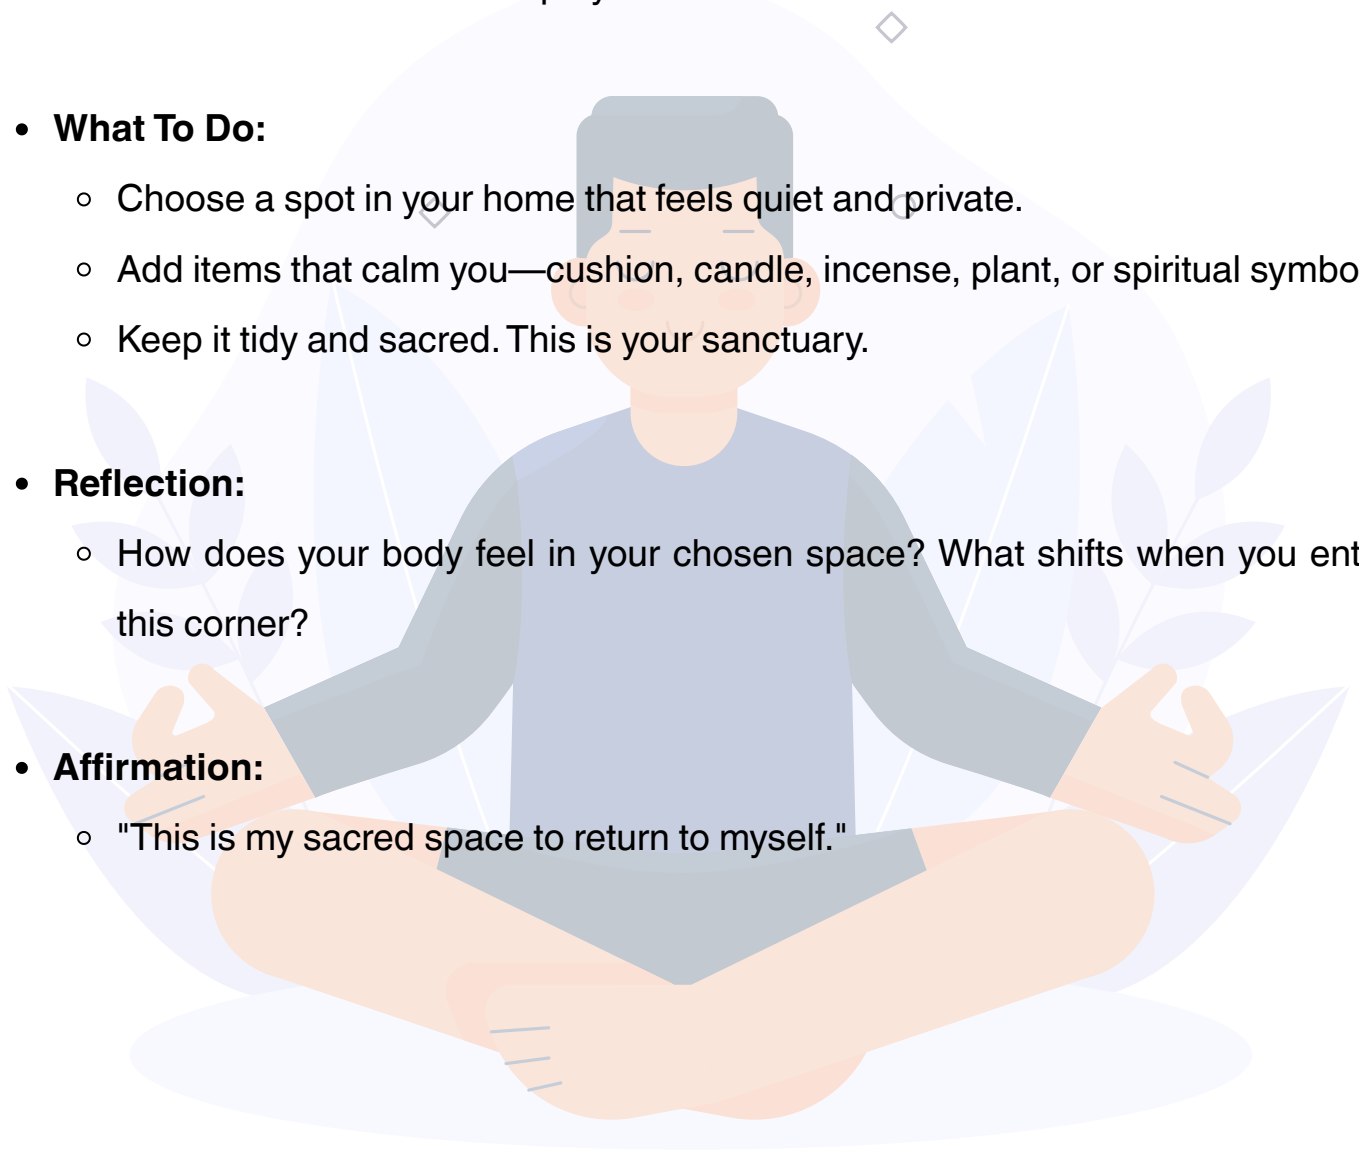 What To Do:
Choose a spot in your home that feels quiet and private.
Add items that calm you—cushion, candle, incense, plant, or spiritual symbo
Keep it tidy and sacred. This is your sanctuary.
Reflection:
How does your body feel in your chosen space? What shifts when you ent
this corner?
Affirmation:
"This is my sacred space to return to myself."